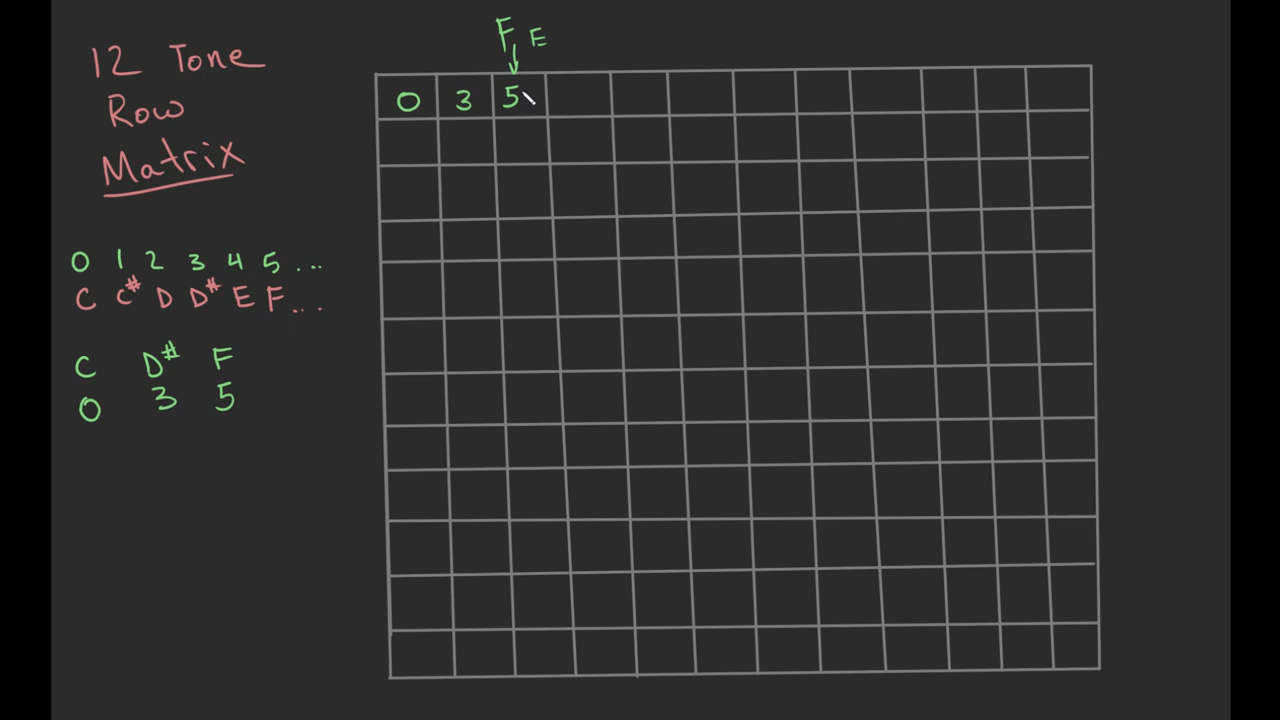 12 Tone
Row
Matrix
F E
0 3 5
0 1 2 3 4 5 ...
C C# D D# E F ...
C D# F
0 3 5